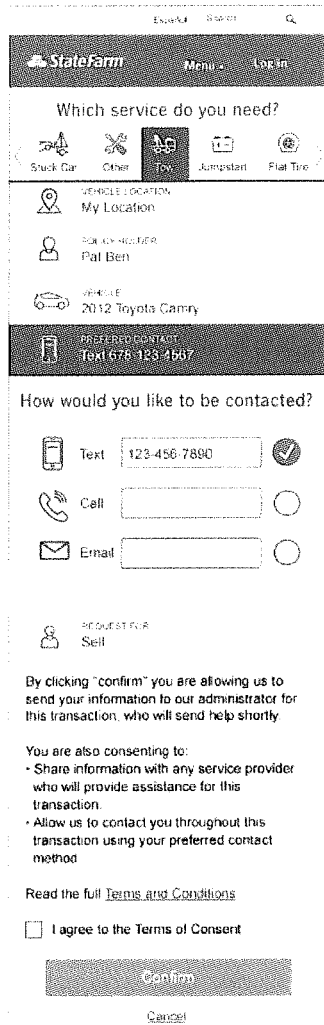 Español Search
StateFarm Menu Log in
Which service do you need?
Stuck Car Other Tow Jumpstart Flat Tire
VEHICLE LOCATION
My Location
POLICY HOLDER
Pat Ben
VEHICLE
2012 Toyota Camry
PREFERRED CONTACT
Text 678-123-4567
How would you like to be contacted?
Text 123-456-7890
Call
Email
REQUEST FOR
Self
By clicking "confirm" you are allowing us to
send your information to our administrator for
this transaction, who will send help shortly.
You are also consenting to:
• Share information with any service provider
who will provide assistance for this
transaction.
• Allow us to contact you throughout this
transaction using your preferred contact
method
Read the full Terms and Conditions
I agree to the Terms of Consent
Confirm
Cancel